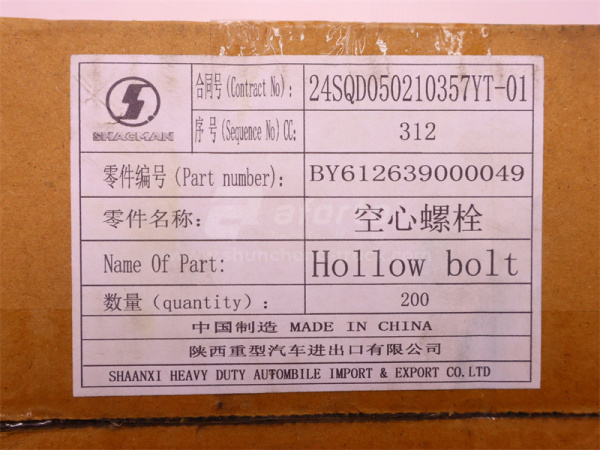 SHACMAN
合同号(Contract No): 24SQD050210357YT-01
序号(Sequence No)CC: 312
零件编号(Part number): BY612639000049
零件名称: 空心螺栓
Name Of Part: Hollow bolt
数量(quantity): 200
中国制造 MADE IN CHINA
陕西重型汽车进出口有限公司
SHAANXI HEAVY DUTY AUTOMBILE IMPORT & EXPORT CO.LTD